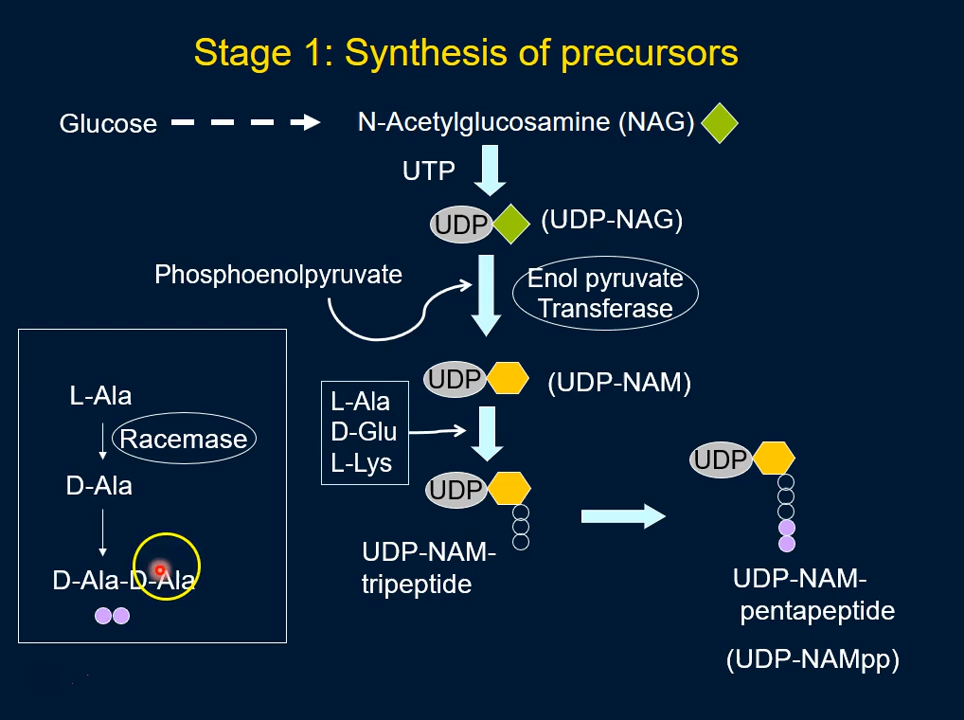 Stage 1: Synthesis of precursors
Glucose
N-Acetylglucosamine (NAG)
UTP
UDP
(UDP-NAG)
Phosphoenolpyruvate
Enol pyruvate
Transferase
UDP
(UDP-NAM)
L-Ala
D-Glu
L-Lys
UDP
UDP-NAM-
tripeptide
UDP
UDP-NAM-
pentapeptide
(UDP-NAMpp)
L-Ala
Racemase
D-Ala
D-Ala-D-Ala